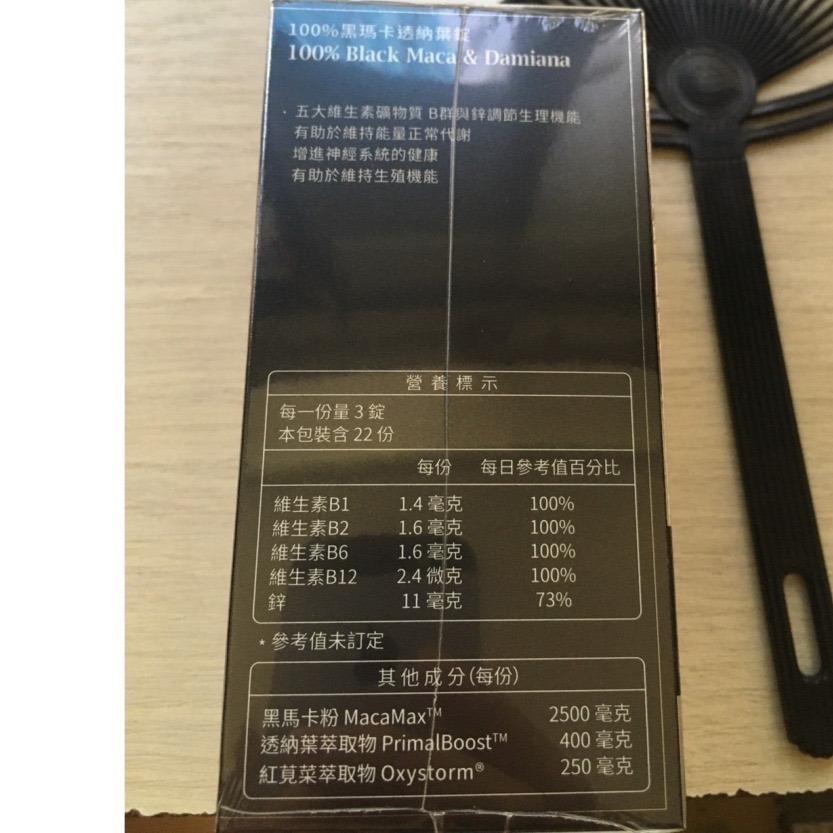 100%黑瑪卡透納葉錠
100% Black Maca & Damiana
· 五大維生素礦物質 B群與鋅調節生理機能
有助於維持能量正常代謝
增進神經系統的健康
有助於維持生殖機能
營養標示
每一份量 3 錠
本包裝含 22 份
每份 每日參考值百分比
維生素B1 1.4 毫克 100%
維生素B2 1.6 毫克 100%
維生素B6 1.6 毫克 100%
維生素B12 2.4 微克 100%
鋅 11 毫克 73%
* 參考值未訂定
其他成分(每份)
黑馬卡粉 MacaMax™ 2500 毫克
透納葉萃取物 PrimalBoost™ 400 毫克
紅莧菜萃取物 Oxystorm® 250 毫克